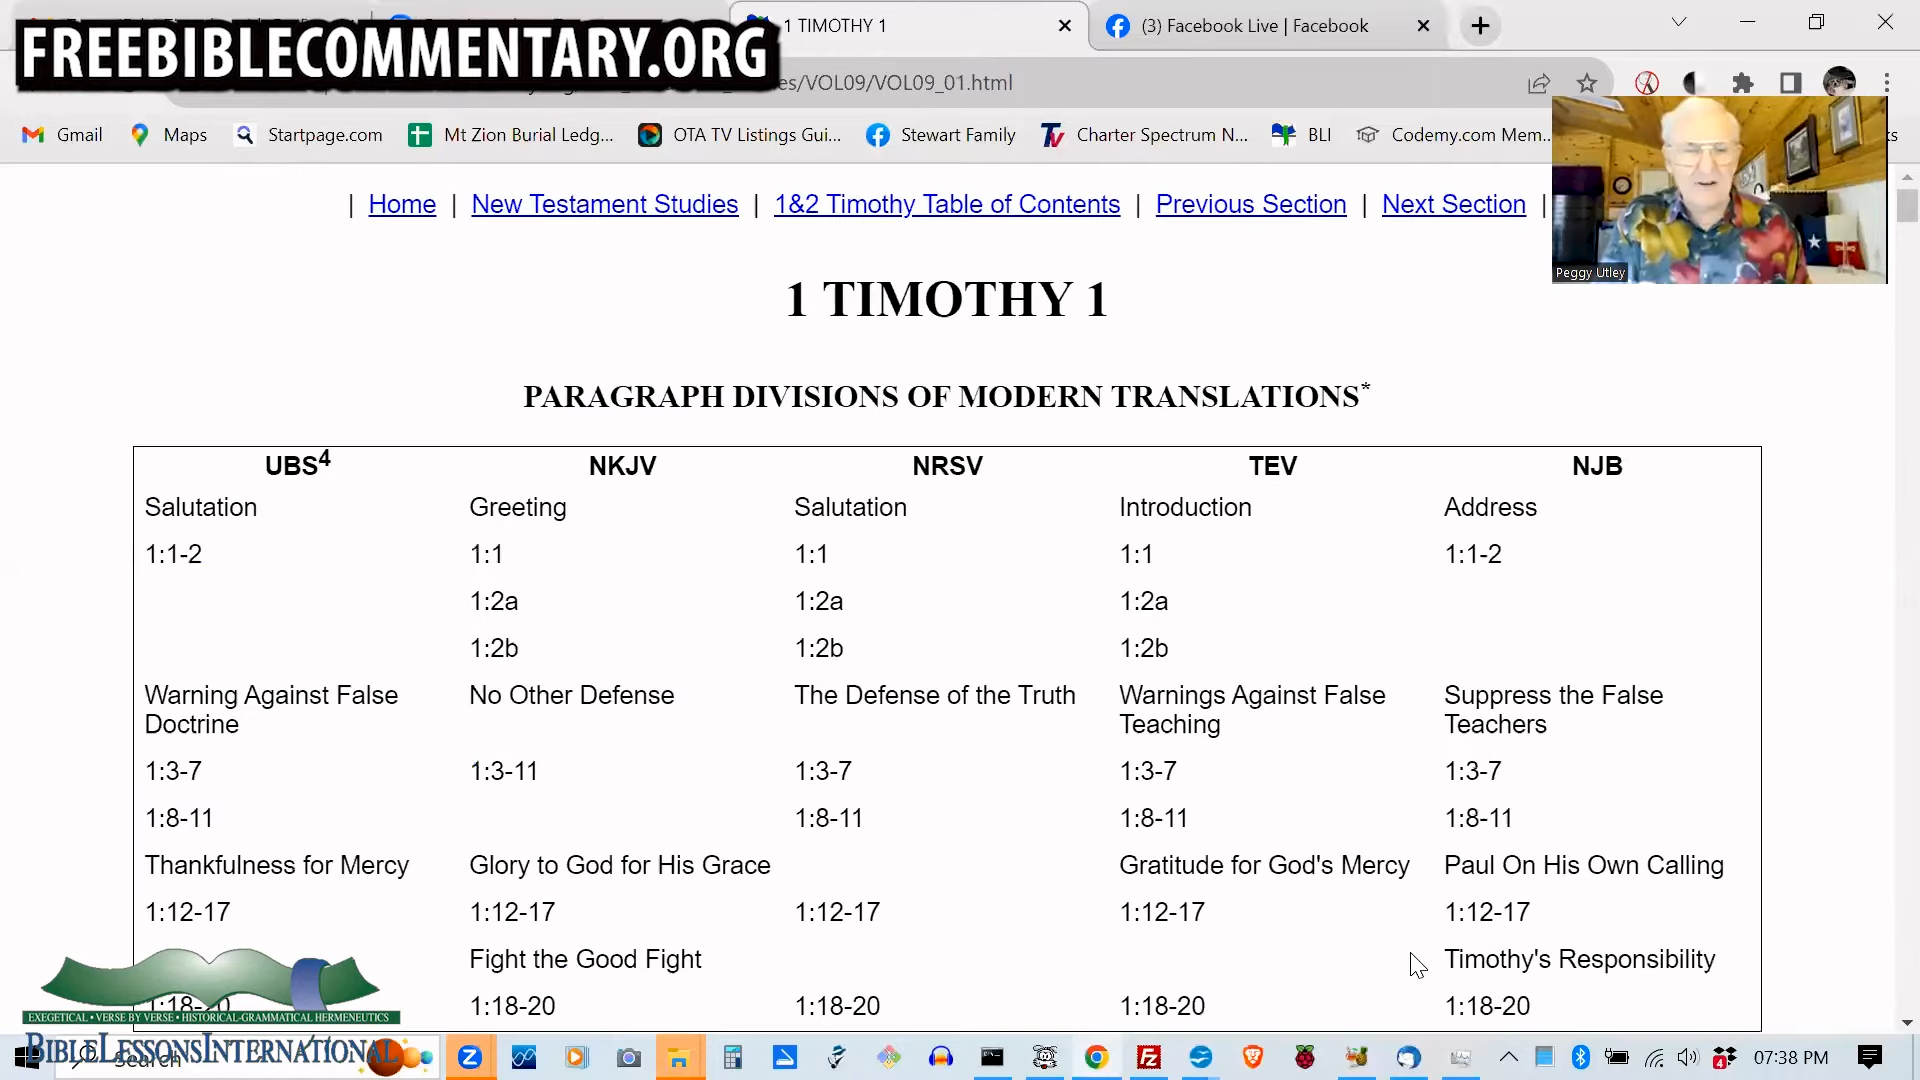 FREEBIBLECOMMENTARY.ORG
1 TIMOTHY 1
(3) Facebook Live | Facebook
es/VOL09/VOL09_01.html
Gmail
Maps
Startpage.com
Mt Zion Burial Ledg...
OTA TV Listings Gui...
Stewart Family
Charter Spectrum N...
BLI
Codemy.com Mem...
ks
| Home | New Testament Studies | 1&2 Timothy Table of Contents | Previous Section | Next Section |
Peggy Utley
1 TIMOTHY 1
PARAGRAPH DIVISIONS OF MODERN TRANSLATIONS*
UBS4 NKJV NRSV TEV NJB
Salutation Greeting Salutation Introduction Address
1:1-2 1:1 1:1 1:1 1:1-2
1:2a 1:2a 1:2a
1:2b 1:2b 1:2b
Warning Against False No Other Defense The Defense of the Truth Warnings Against False Suppress the False
Doctrine Teaching Teachers
1:3-7 1:3-11 1:3-7 1:3-7 1:3-7
1:8-11 1:8-11 1:8-11 1:8-11
Thankfulness for Mercy Glory to God for His Grace Gratitude for God's Mercy Paul On His Own Calling
1:12-17 1:12-17 1:12-17 1:12-17 1:12-17
Fight the Good Fight Timothy's Responsibility
1:18-20 1:18-20 1:18-20 1:18-20 1:18-20
EXEGETICAL • VERSE BY VERSE • HISTORICAL-GRAMMATICAL HERMENEUTICS
BIBLELESSONSINTERNATIONAL
Search
07:38 PM